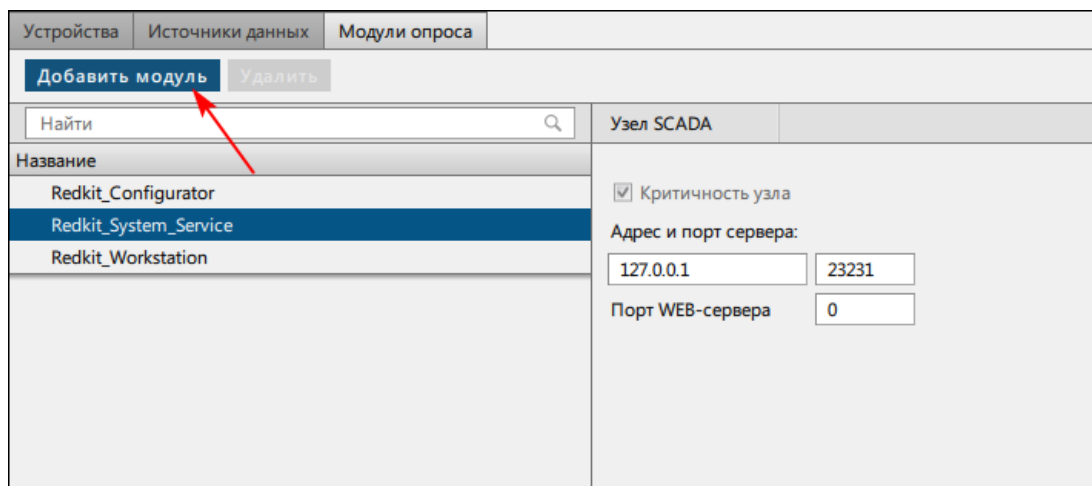 Устройства Источники данных Модули опроса
Добавить модуль Удалить
Найти
Узел SCADA
Название
Redkit_Configurator
Redkit_System_Service
Redkit_Workstation
Критичность узла
Адрес и порт сервера:
127.0.0.1 23231
Порт WEB-сервера 0